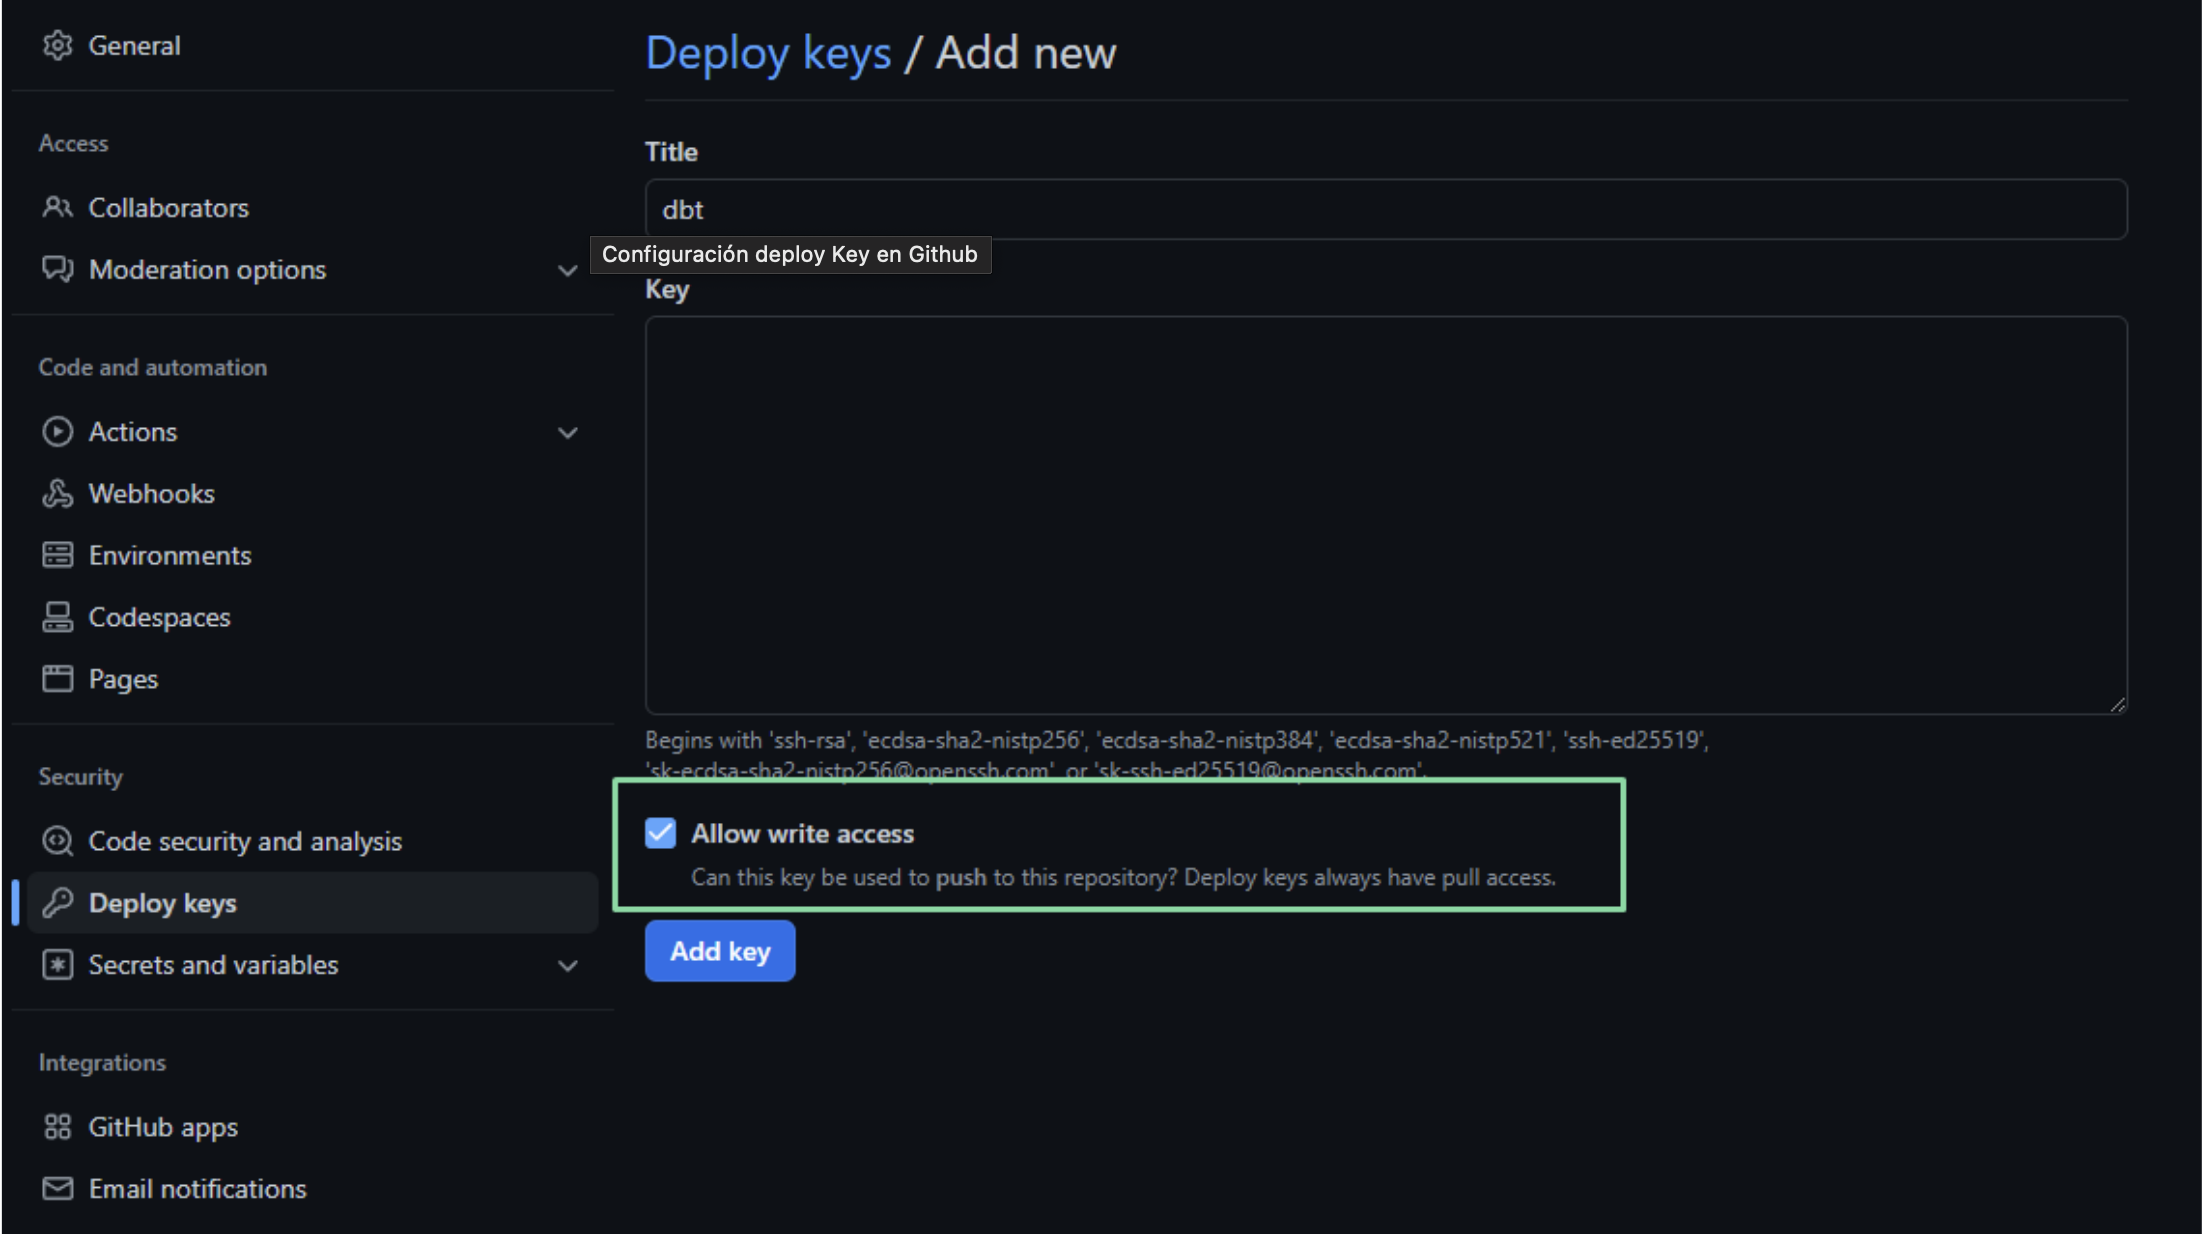 General
Access
Collaborators
Moderation options
Code and automation
Actions
Webhooks
Environments
Codespaces
Pages
Security
Code security and analysis
Deploy keys
Secrets and variables
Integrations
GitHub apps
Email notifications
Deploy keys / Add new
Title
dbt
Configuración deploy Key en Github
Key
Begins with 'ssh-rsa', 'ecdsa-sha2-nistp256', 'ecdsa-sha2-nistp384', 'ecdsa-sha2-nistp521', 'ssh-ed25519',
'sk-ecdsa-sha2-nistp256@openssh.com', or 'sk-ssh-ed25519@openssh.com'.
Allow write access
Can this key be used to push to this repository? Deploy keys always have pull access.
Add key